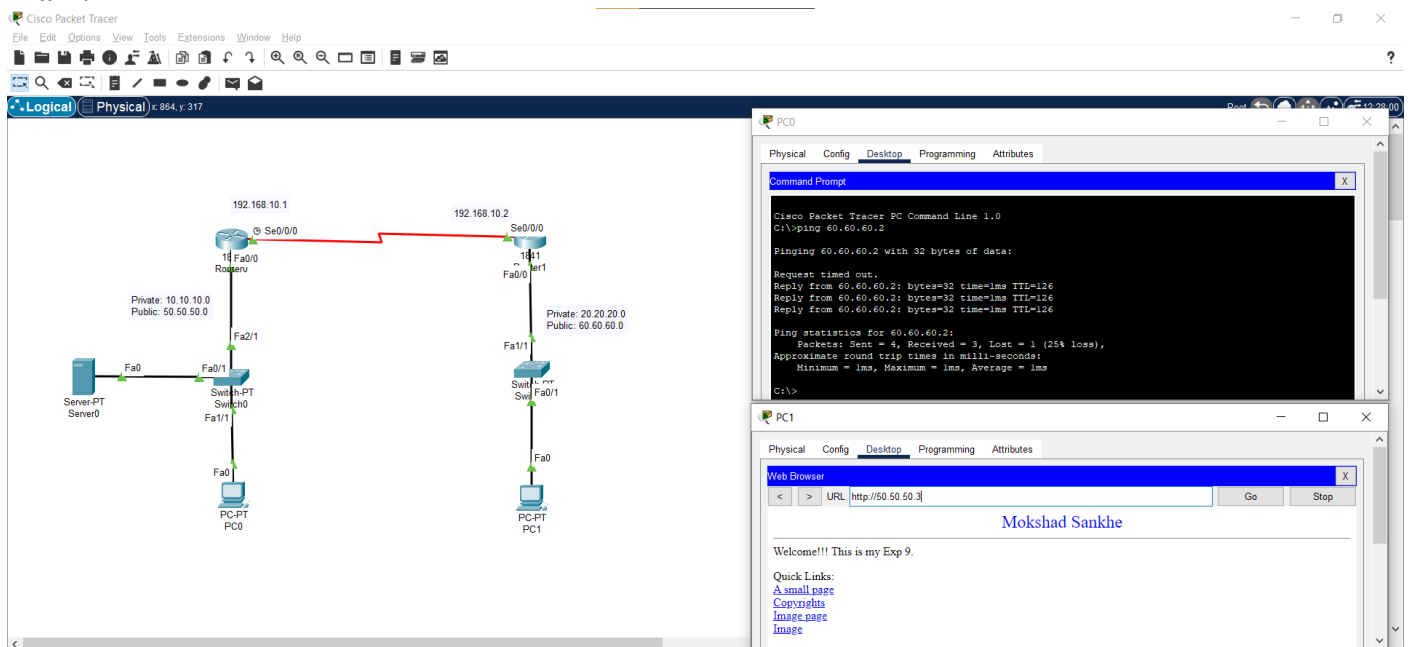 Cisco Packet Tracer
File Edit Options View Tools Extensions Window Help
?
Logical Physical x: 864, y: 317
Root 12:28:00
192.168.10.1
Se0/0/0
192.168.10.2
Se0/0/0
18 Fa0/0
1841
Fa0/0
Private: 10.10.10.0
Public: 50.50.50.0
Private: 20.20.20.0
Public: 60.60.60.0
Fa2/1
Fa1/1
Fa0
Fa0/1
Server-PT
Server0
Switch-PT
Switch0
Fa1/1
Fa0/1
Fa0
Fa0
PC-PT
PC0
PC-PT
PC1
PC0
Physical Config Desktop Programming Attributes
Command Prompt X
Cisco Packet Tracer PC Command Line 1.0
C:\>ping 60.60.60.2
Pinging 60.60.60.2 with 32 bytes of data:
Request timed out.
Reply from 60.60.60.2: bytes=32 time=1ms TTL=126
Reply from 60.60.60.2: bytes=32 time=1ms TTL=126
Reply from 60.60.60.2: bytes=32 time=1ms TTL=126
Ping statistics for 60.60.60.2:
Packets: Sent = 4, Received = 3, Lost = 1 (25% loss),
Approximate round trip times in milli-seconds:
Minimum = 1ms, Maximum = 1ms, Average = 1ms
C:\>
PC1
Physical Config Desktop Programming Attributes
Web Browser X
< > URL http://50.50.50.3 Go Stop
Mokshad Sankhe
Welcome!!! This is my Exp 9.
Quick Links:
A small page
Copyrights
Image page
Image